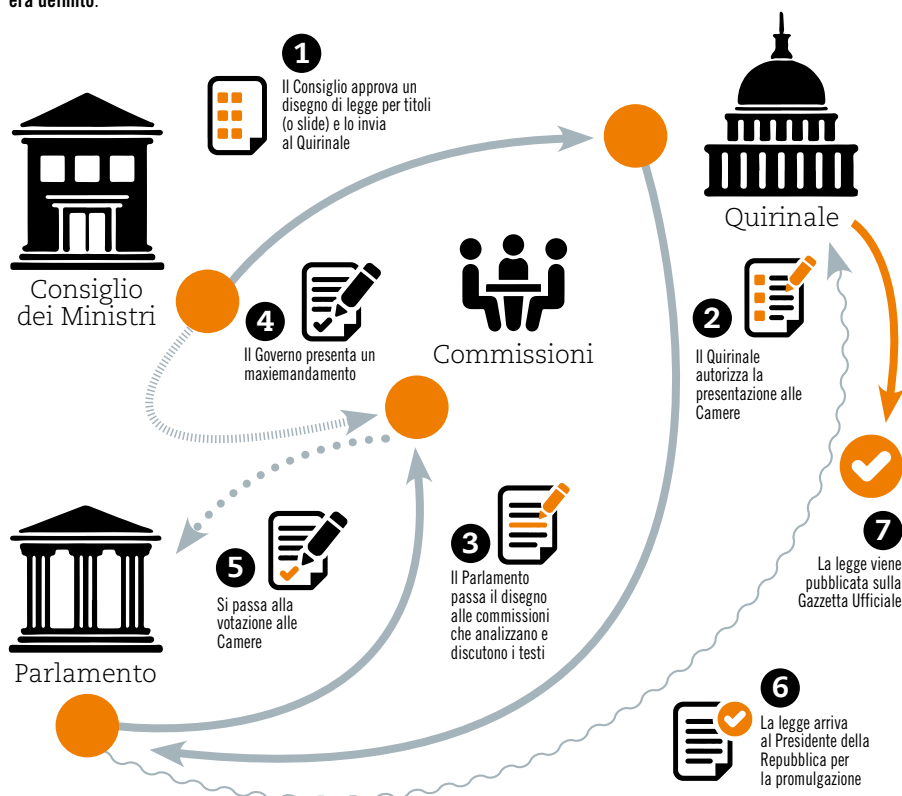 era definito.
1
Il Consiglio approva un
disegno di legge per titoli
(o slide) e lo invia
al Quirinale
Consiglio
dei Ministri
Quirinale
4
Il Governo presenta un
maxiemandamento
Commissioni
2
Il Quirinale
autorizza la
presentazione alle
Camere
5
Si passa alla
votazione alle
Camere
3
Il Parlamento
passa il disegno
alle commissioni
che analizzano e
discutono i testi
7
La legge viene
pubblicata sulla
Gazzetta Ufficiale
Parlamento
6
La legge arriva
al Presidente della
Repubblica per
la promulgazione